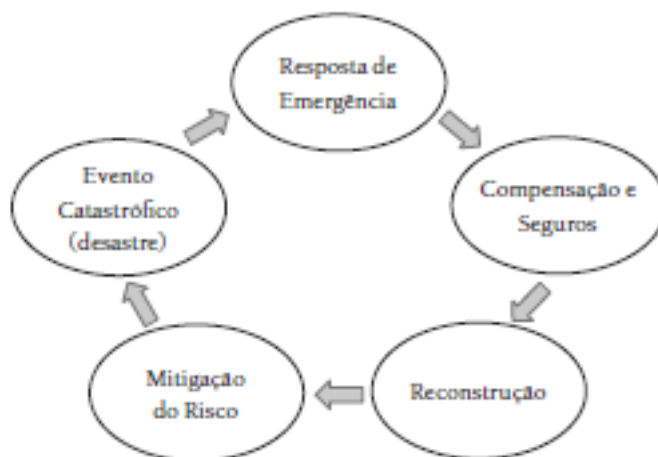 Resposta de
Emergência
Compensação e
Seguros
Reconstrução
Mitigação
do Risco
Evento
Catastrófico
(desastre)